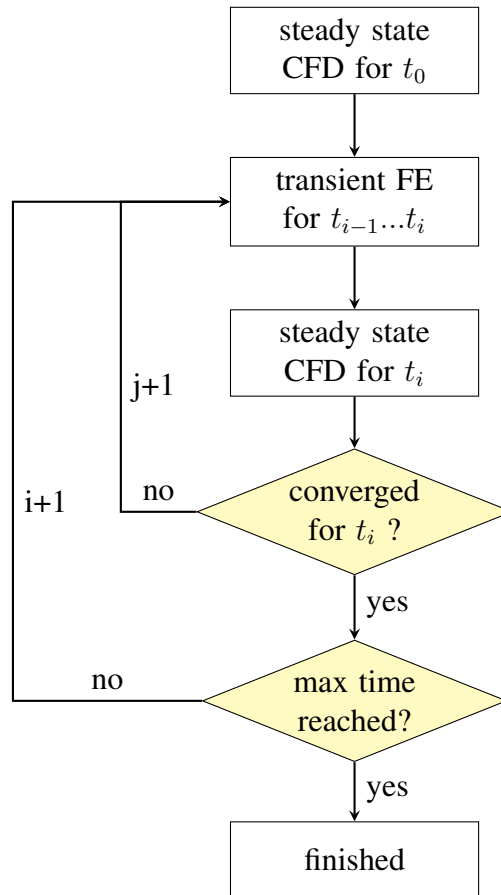 steady state
CFD for t₀
transient FE
for tᵢ₋₁...tᵢ
steady state
CFD for tᵢ
j+1
i+1
no
converged
for tᵢ ?
yes
no
max time
reached?
yes
finished